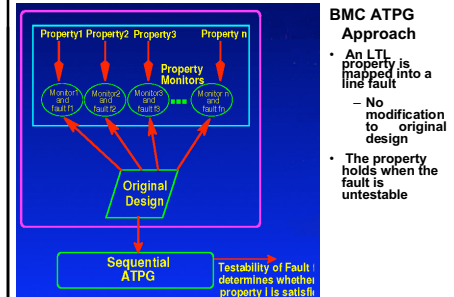 Property1 Property2 Property3 Property n
Property
Monitors
Monitor1
and
fault f1
Monitor2
and
fault f2
Monitor3
and
fault f3
Monitor n
and
fault fn
Original
Design
Sequential
ATPG
Testability of Fault
determines whether
property i is satisfi
BMC ATPG
Approach
• An LTL
property is
mapped into a
line fault
– No
modification
to original
design
• The property
holds when the
fault is
untestable